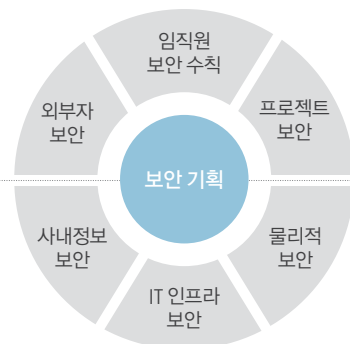 임직원
보안 수칙
외부자
보안
프로젝트
보안
보안 기획
사내정보
보안
물리적
보안
IT 인프라
보안